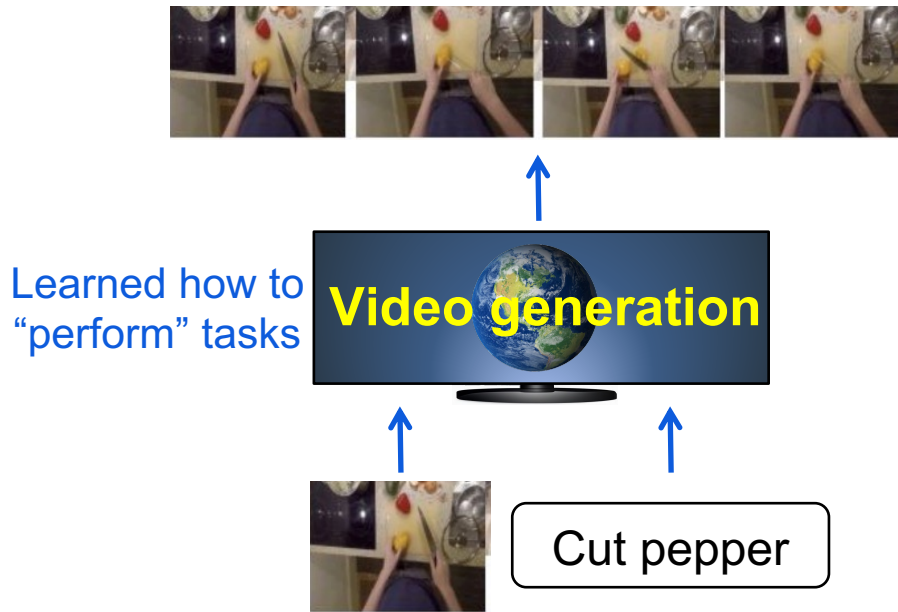 Learned how to
“perform” tasks
Video generation
Cut pepper